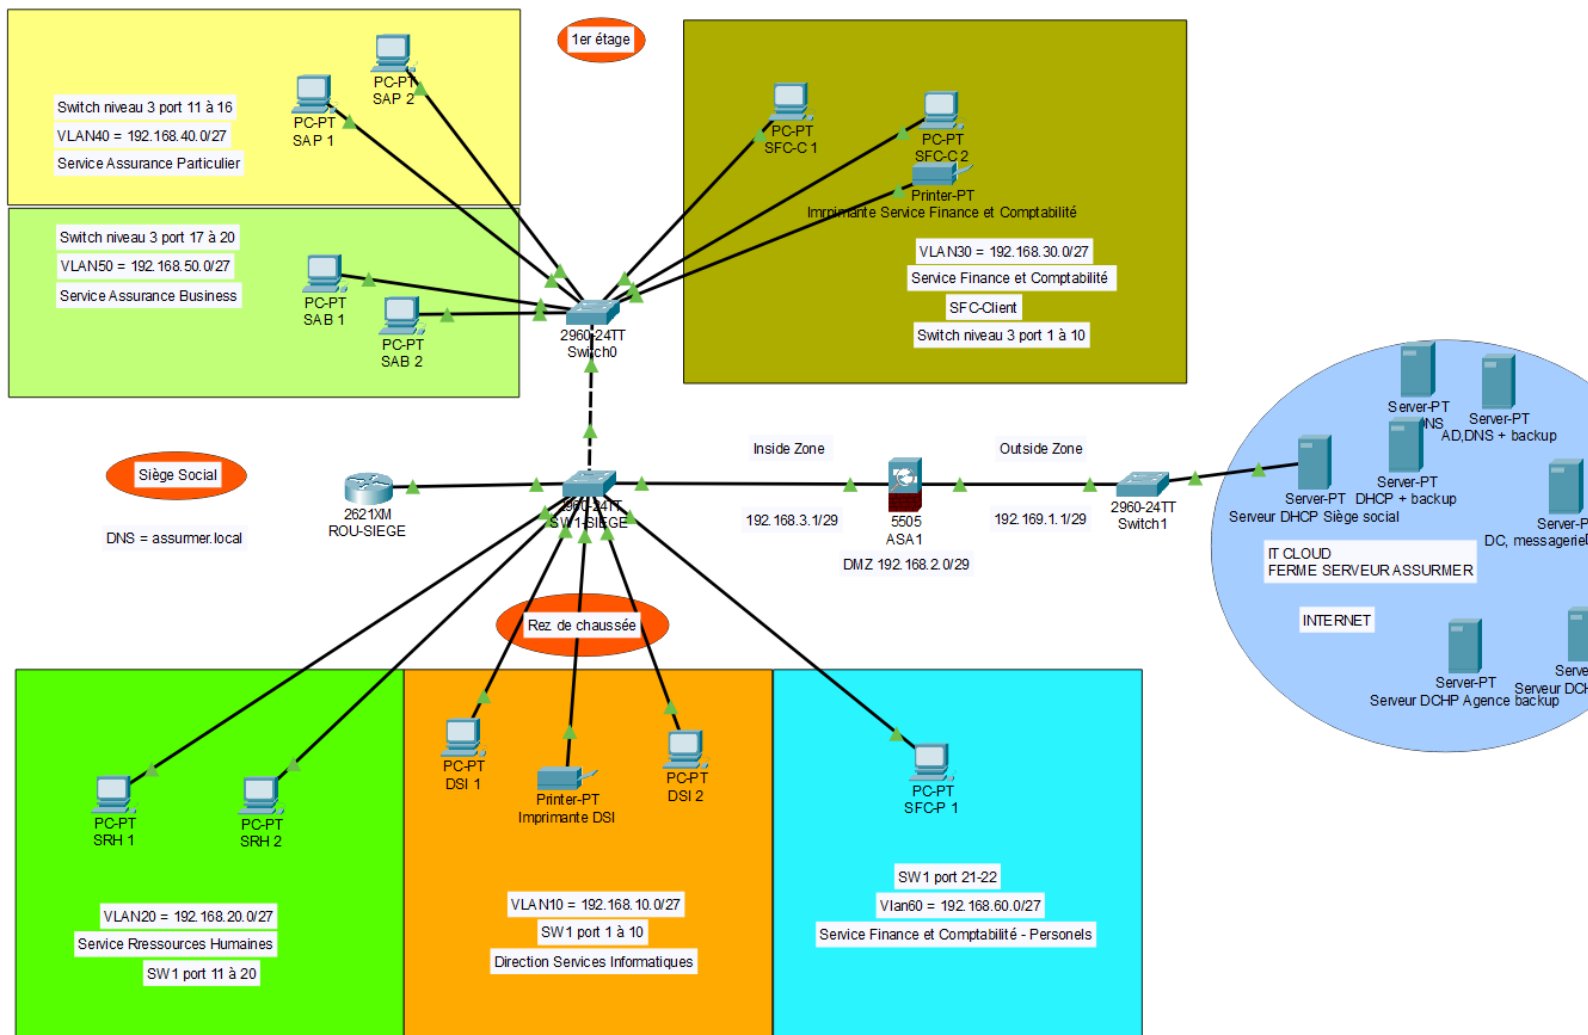 1er étage
PC-PT
SAP 2
Switch niveau 3 port 11 à 16
PC-PT
SAP 1
VLAN40 = 192.168.40.0/27
Service Assurance Particulier
PC-PT
SFC-C 1
PC-PT
SFC-C 2
Printer-PT
Imrpimante Service Finance et Comptabilité
Switch niveau 3 port 17 à 20
VLAN50 = 192.168.50.0/27
Service Assurance Business
PC-PT
SAB 1
PC-PT
SAB 2
VLAN30 = 192.168.30.0/27
Service Finance et Comptabilité
SFC-Client
Switch niveau 3 port 1 à 10
2960-24TT
Switch0
Siège Social
2621XM
ROU-SIEGE
DNS = assurmer.local
2960-24TT
SW1-SIEGE
Inside Zone
192.168.3.1/29
5505
ASA1
DMZ 192.168.2.0/29
Outside Zone
192.169.1.1/29
2960-24TT
Switch1
Server-PT
Server-PT
AD,DNS + backup
Server-PT
DHCP + backup
Server-PT
Serveur DHCP Siège social
DC, messagerie
IT CLOUD
FERME SERVEUR ASSURMER
INTERNET
Server-PT
Serveur DCHP Agence backup
Rez de chaussée
PC-PT
SRH 1
PC-PT
SRH 2
PC-PT
DSI 1
Printer-PT
Imprimante DSI
PC-PT
DSI 2
PC-PT
SFC-P 1
VLAN20 = 192.168.20.0/27
Service Rressources Humaines
SW1 port 11 à 20
VLAN10 = 192.168.10.0/27
SW1 port 1 à 10
Direction Services Informatiques
SW1 port 21-22
Vlan60 = 192.168.60.0/27
Service Finance et Comptabilité - Personels